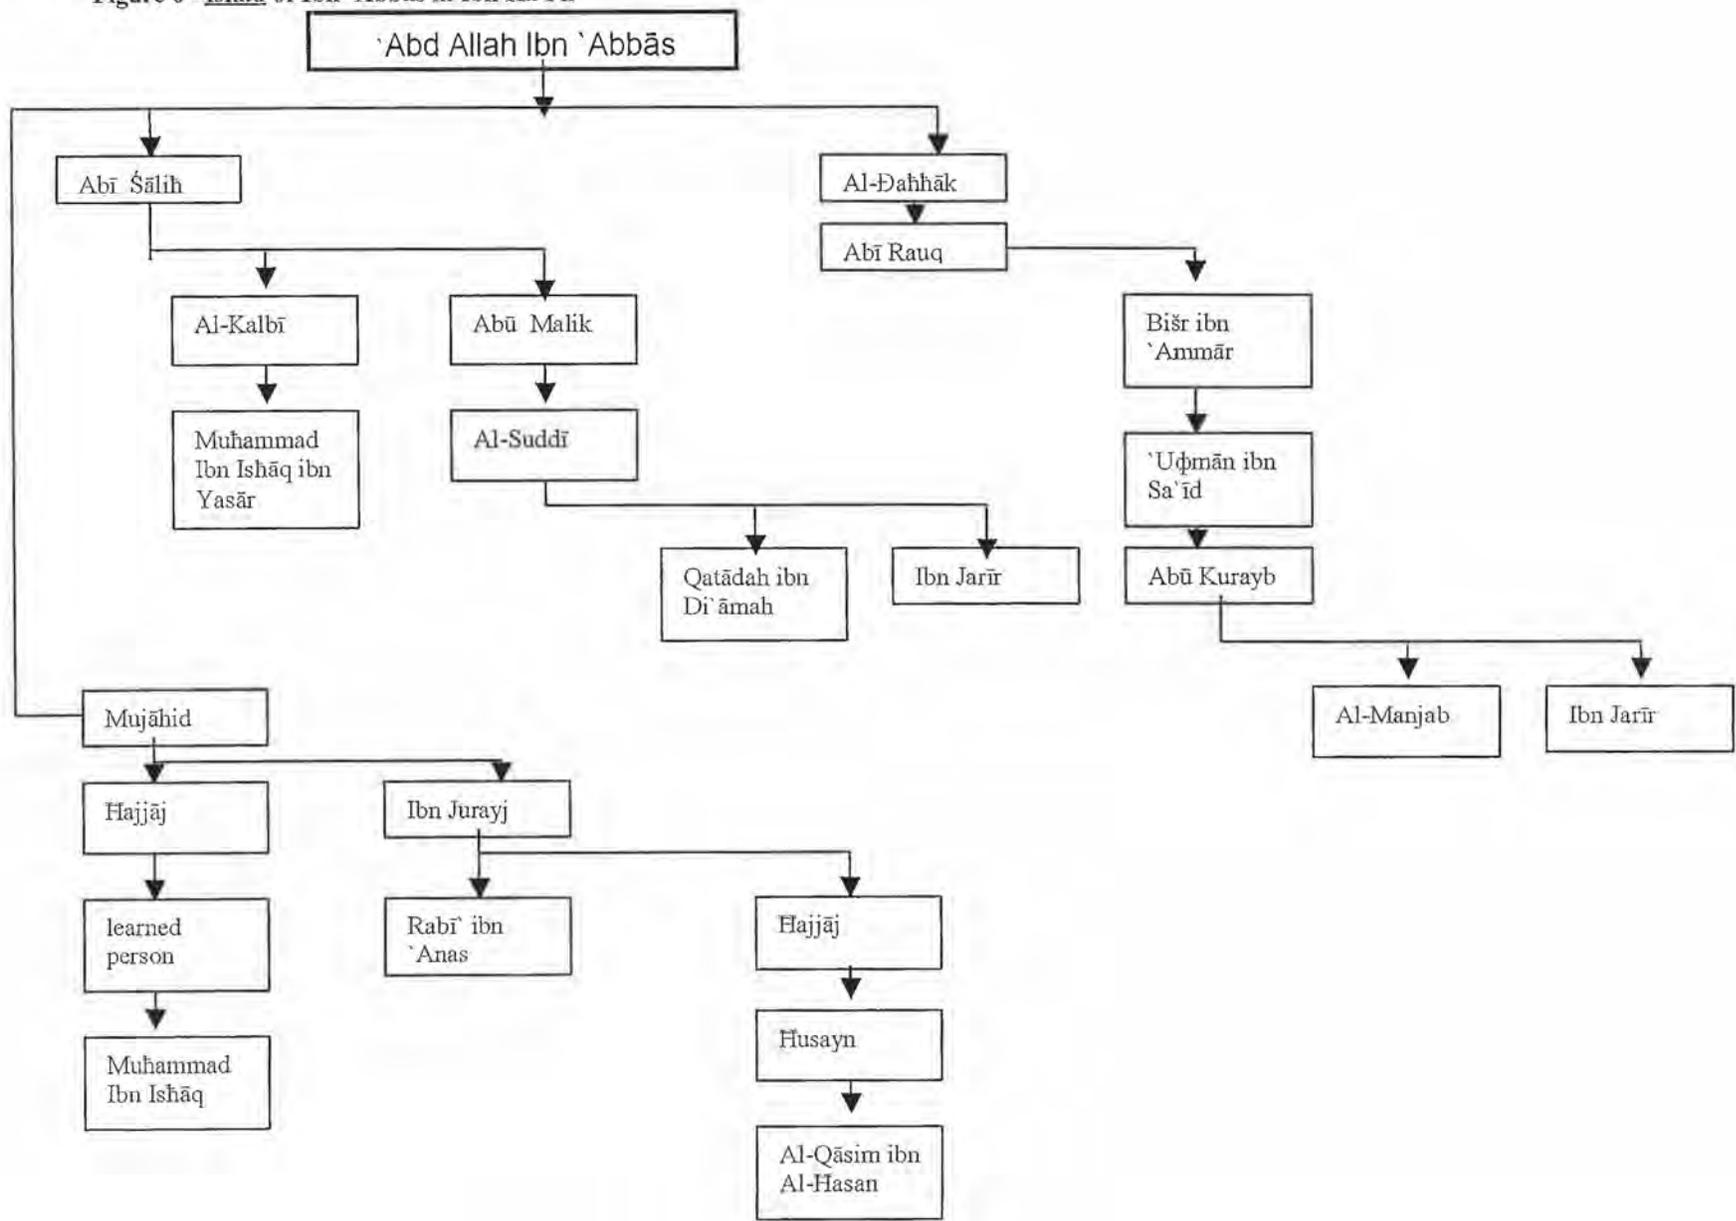 `Abd Allah Ibn `Abbās
Abī Śāliħ
Al-Đaħħāk
Abī Rauq
Al-Kalbī
Abū Malik
Bišr ibn
`Ammār
Muħammad
Ibn Isħāq ibn
Yasār
Al-Suddī
`Uфmān ibn
Sa`īd
Qatādah ibn
Di`āmah
Ibn Jarīr
Abū Kurayb
Al-Manjab
Ibn Jarīr
Mujāhid
Ħajjāj
Ibn Jurayj
learned
person
Rabī` ibn
`Anas
Ħajjāj
Muħammad
Ibn Isħāq
Ħusayn
Al-Qāsim ibn
Al-Ħasan